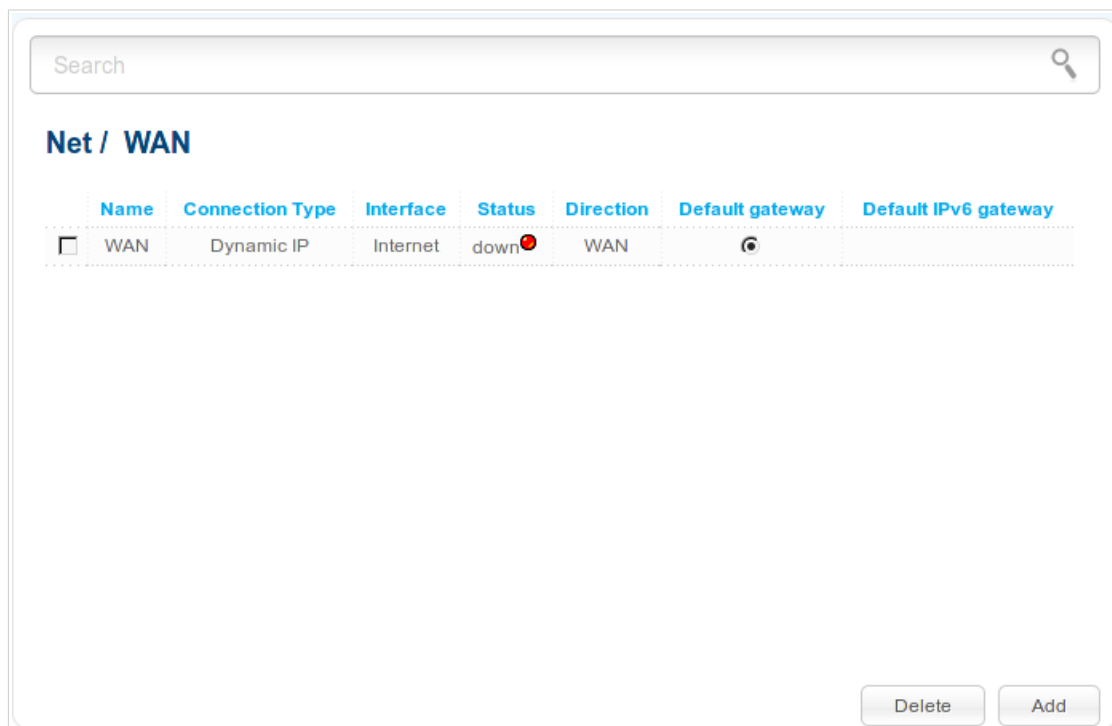 Search
Net / WAN
Name Connection Type Interface Status Direction Default gateway Default IPv6 gateway
WAN Dynamic IP Internet down WAN
Delete Add